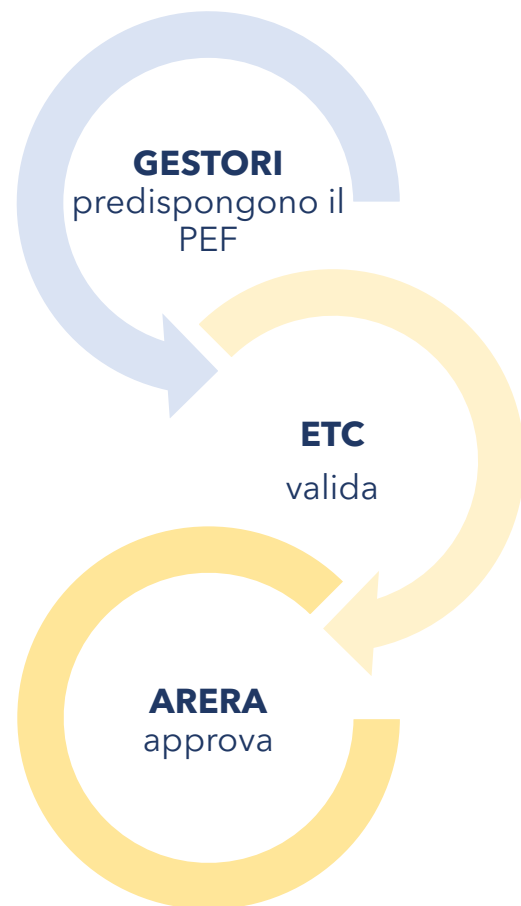 GESTORI
predispongono il
PEF
ETC
valida
ARERA
approva